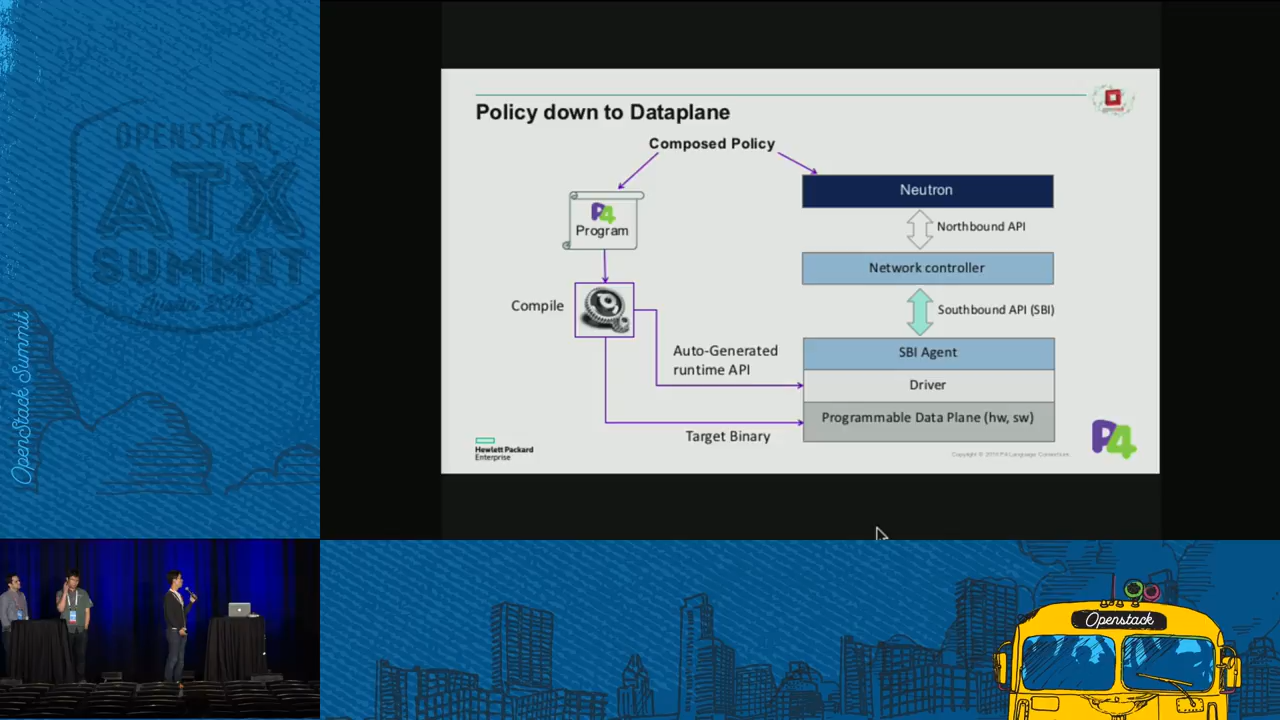 OPENSTACK
ATX
SUMMIT
OpenStack Summit
Policy down to Dataplane
Composed Policy
P4
Program
Compile
Auto-Generated
runtime API
Target Binary
Neutron
Northbound API
Network controller
Southbound API (SBI)
SBI Agent
Driver
Programmable Data Plane (hw, sw)
Hewlett Packard
Enterprise
P4
Openstack